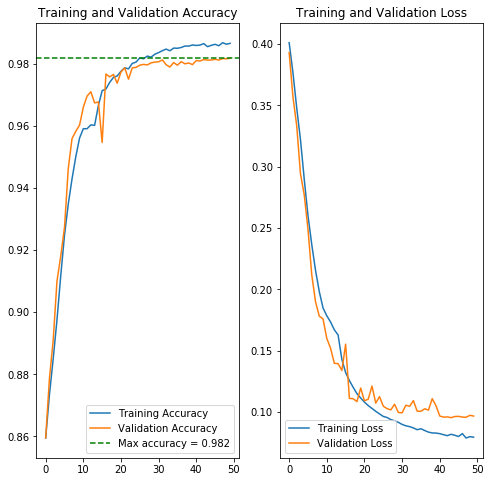 Training and Validation Accuracy
0.98
0.96
0.94
0.92
0.90
0.88
0.86
Training Accuracy
Validation Accuracy
Max accuracy = 0.982
0 10 20 30 40 50
Training and Validation Loss
0.40
0.35
0.30
0.25
0.20
0.15
0.10
Training Loss
Validation Loss
0 10 20 30 40 50